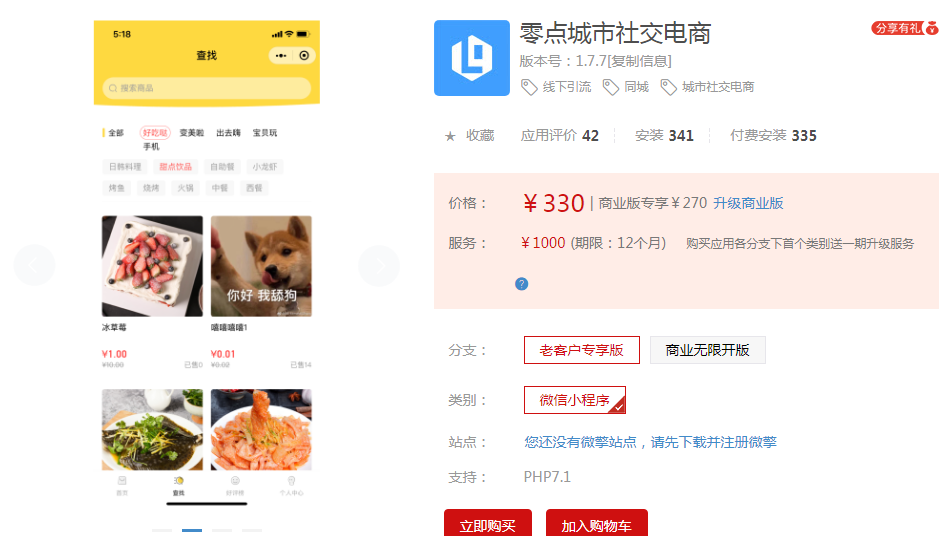 5:18
查找
搜索商品
全部 好吃哒 变美啦 出去嗨 宝贝玩
手机
日韩料理 甜点饮品 自助餐 小龙虾
烤鱼 烧烤 火锅 中餐 西餐
你好 我舔狗
冰草莓 嘻嘻嘻嘻1
¥1.00 ¥0.01
¥10.00 已售0 ¥0.02 已售14
首页 查找 好评榜 个人中心
零点城市社交电商
分享有礼
版本号：1.7.7[复制信息]
线下引流 同城 城市社交电商
★ 收藏 应用评价 42 安装 341 付费安装 335
价格： ¥330 | 商业版专享¥270 升级商业版
服务： ¥1000 (期限：12个月) 购买应用各分支下首个类别送一期升级服务
?
分支： 老客户专享版 商业无限开版
类别： 微信小程序
站点： 您还没有微擎站点，请先下载并注册微擎
支持： PHP7.1
立即购买 加入购物车